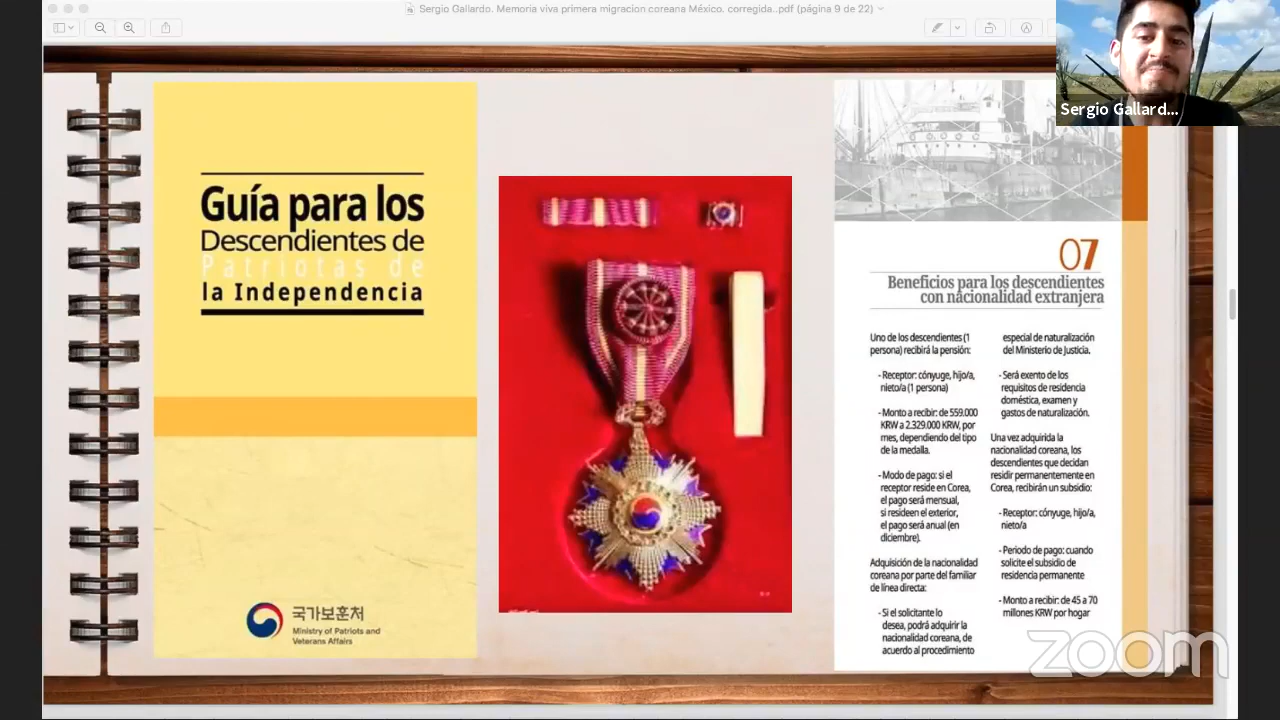 Sergio Gallardo. Memoria viva primera migracion coreana México. corregida..pdf (página 9 de 22)
Sergio Gallard...
Guía para los
Descendientes de
Patriotas de
la Independencia
국가보훈처
Ministry of Patriots and
Veterans Affairs
07
Beneficios para los descendientes
con nacionalidad extranjera
Uno de los descendientes (1
persona) recibirá la pensión:
- Receptor: cónyuge, hijo/a,
nieto/a (1 persona)
- Monto a recibir: de 559.000
KRW a 2.329.000 KRW, por
mes, dependiendo del tipo
de la medalla.
- Modo de pago: si el
receptor reside en Corea,
el pago será mensual,
si resideen el exterior,
el pago será anual (en
diciembre).
Adquisición de la nacionalidad
coreana por parte del familiar
de línea directa:
- Si el solicitante lo
desea, podrá adquirir la
nacionalidad coreana, de
acuerdo al procedimiento
especial de naturalización
del Ministerio de Justicia.
- Será exento de los
requisitos de residencia
doméstica, examen y
gastos de naturalización.
Una vez adquirida la
nacionalidad coreana, los
descendientes que decidan
residir permanentemente en
Corea, recibirán un subsidio:
- Receptor: cónyuge, hijo/a,
nieto/a
- Periodo de pago: cuando
solicite el subsidio de
residencia permanente
- Monto a recibir: de 45 a 70
millones KRW por hogar
zoom